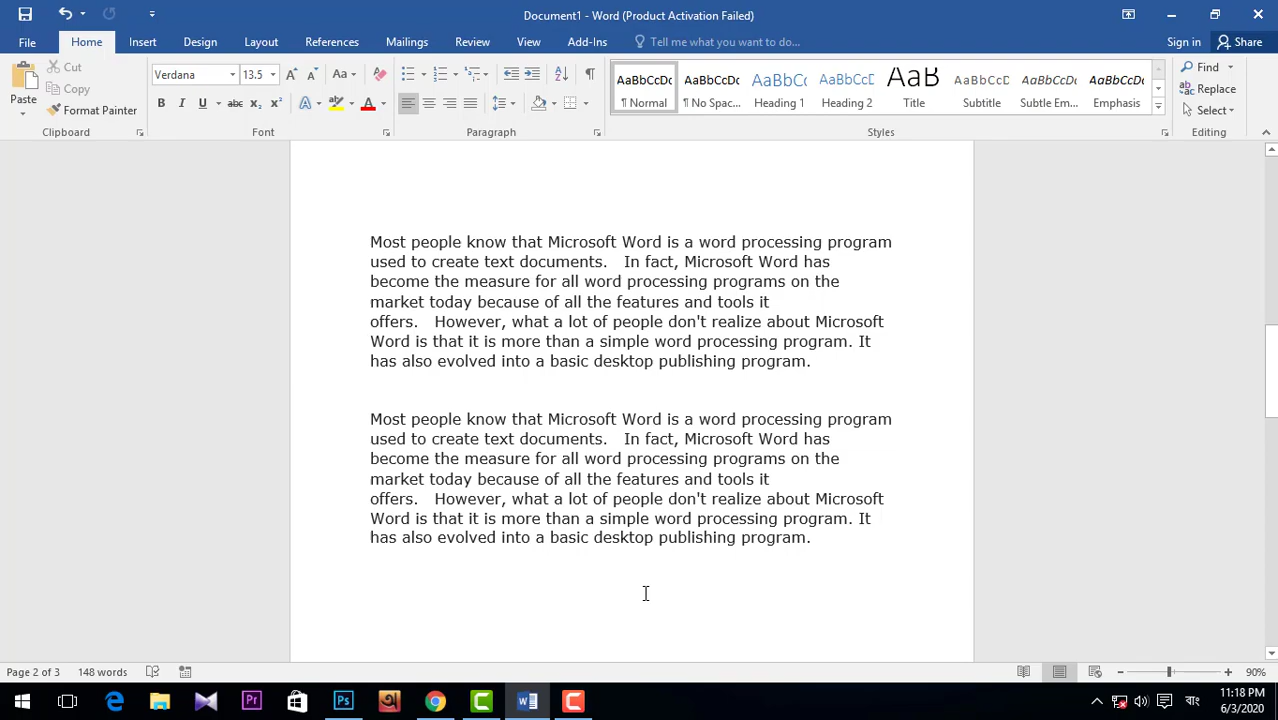 Document1 - Word (Product Activation Failed)
File Home Insert Design Layout References Mailings Review View Add-Ins Tell me what you want to do... Sign in Share
Paste Cut Copy Format Painter
Clipboard
Verdana 13.5
Font
Paragraph
AaBbCcDc AaBbCcDc AaBbCc AaBbCcC AaB AaBbCcD AaBbCcDc AaBbCcDc
¶ Normal ¶ No Spac... Heading 1 Heading 2 Title Subtitle Subtle Em... Emphasis
Styles
Find
Replace
Select
Editing
Most people know that Microsoft Word is a word processing program
used to create text documents. In fact, Microsoft Word has
become the measure for all word processing programs on the
market today because of all the features and tools it
offers. However, what a lot of people don't realize about Microsoft
Word is that it is more than a simple word processing program. It
has also evolved into a basic desktop publishing program.
Most people know that Microsoft Word is a word processing program
used to create text documents. In fact, Microsoft Word has
become the measure for all word processing programs on the
market today because of all the features and tools it
offers. However, what a lot of people don't realize about Microsoft
Word is that it is more than a simple word processing program. It
has also evolved into a basic desktop publishing program.
Page 2 of 3 148 words 90%
বাং 11:18 PM
6/3/2020